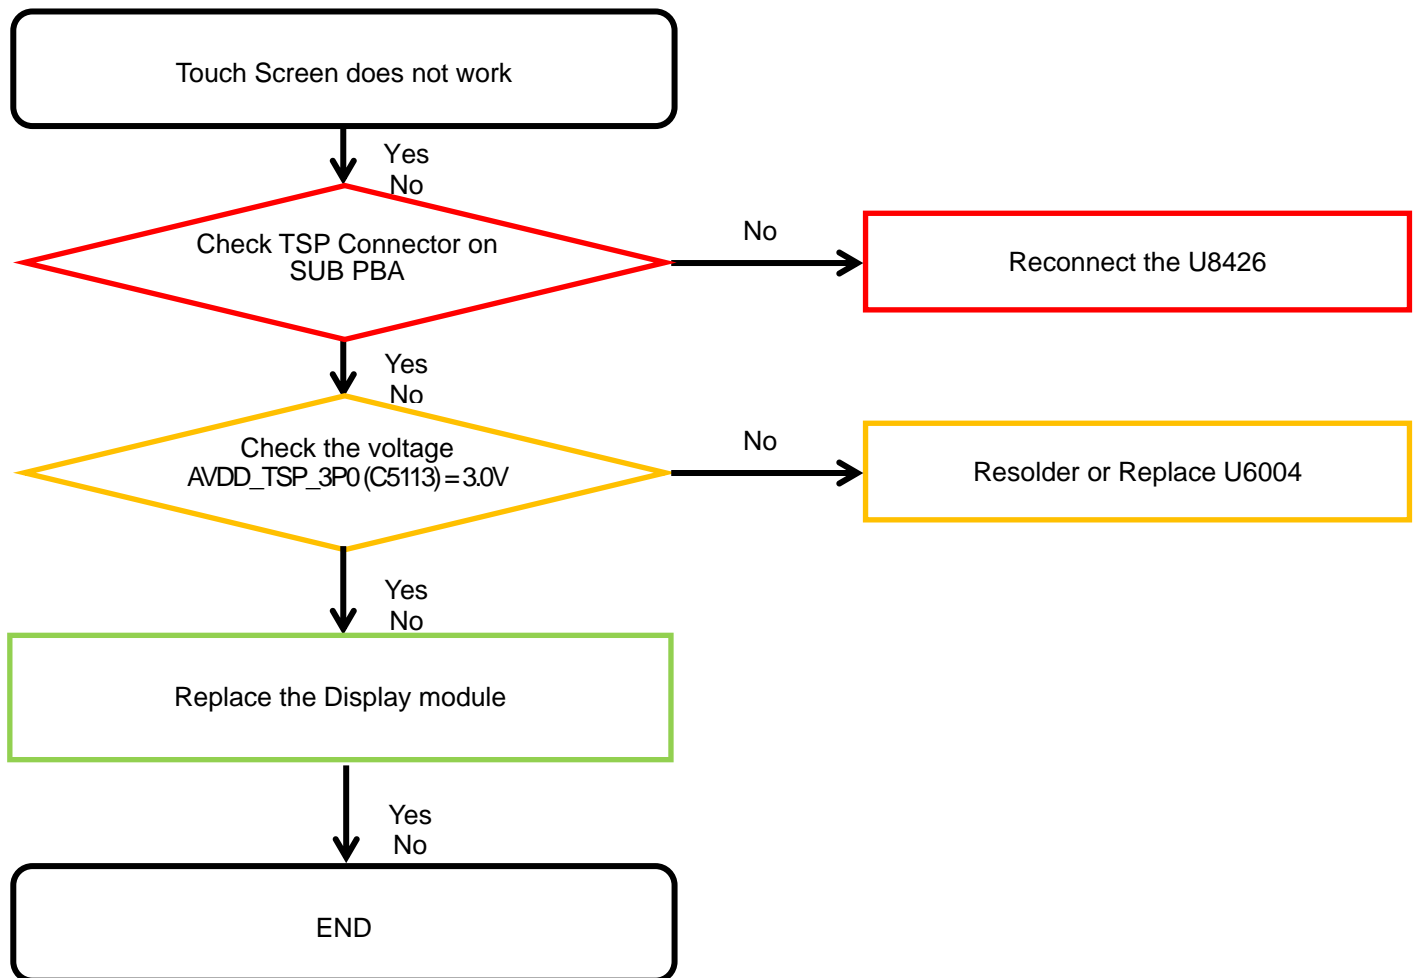 Touch Screen does not work
Yes
No
Check TSP Connector on
SUB PBA
No
Reconnect the U8426
Yes
No
Check the voltage
AVDD_TSP_3P0 (C5113) = 3.0V
No
Resolder or Replace U6004
Yes
No
Replace the Display module
Yes
No
END